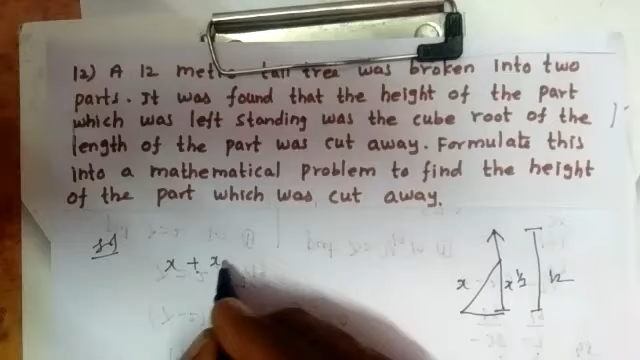 12) A 12 metre tall tree was broken into two
parts. It was found that the height of the part
which was left standing was the cube root of the
length of the part was cut away. Formulate this
into a mathematical problem to find the height
of the part which was cut away.
x + x
x x 1/3 12